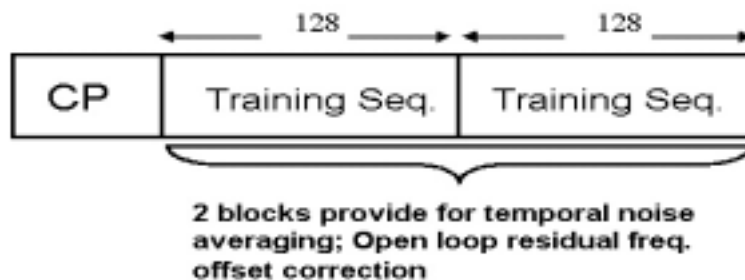 128 128
CP Training Seq. Training Seq.
2 blocks provide for temporal noise
averaging; Open loop residual freq.
offset correction